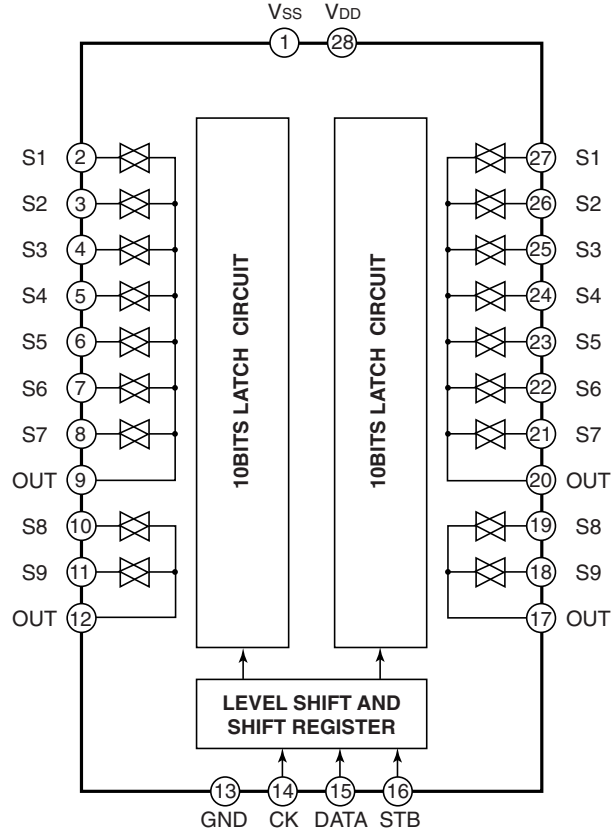 VSS VDD
1 28
S1 2 27 S1
S2 3 26 S2
S3 4 25 S3
S4 5 24 S4
S5 6 23 S5
S6 7 22 S6
S7 8 21 S7
OUT 9 20 OUT
S8 10 19 S8
S9 11 18 S9
OUT 12 17 OUT
10BITS LATCH CIRCUIT
10BITS LATCH CIRCUIT
LEVEL SHIFT AND
SHIFT REGISTER
13 14 15 16
GND CK DATA STB